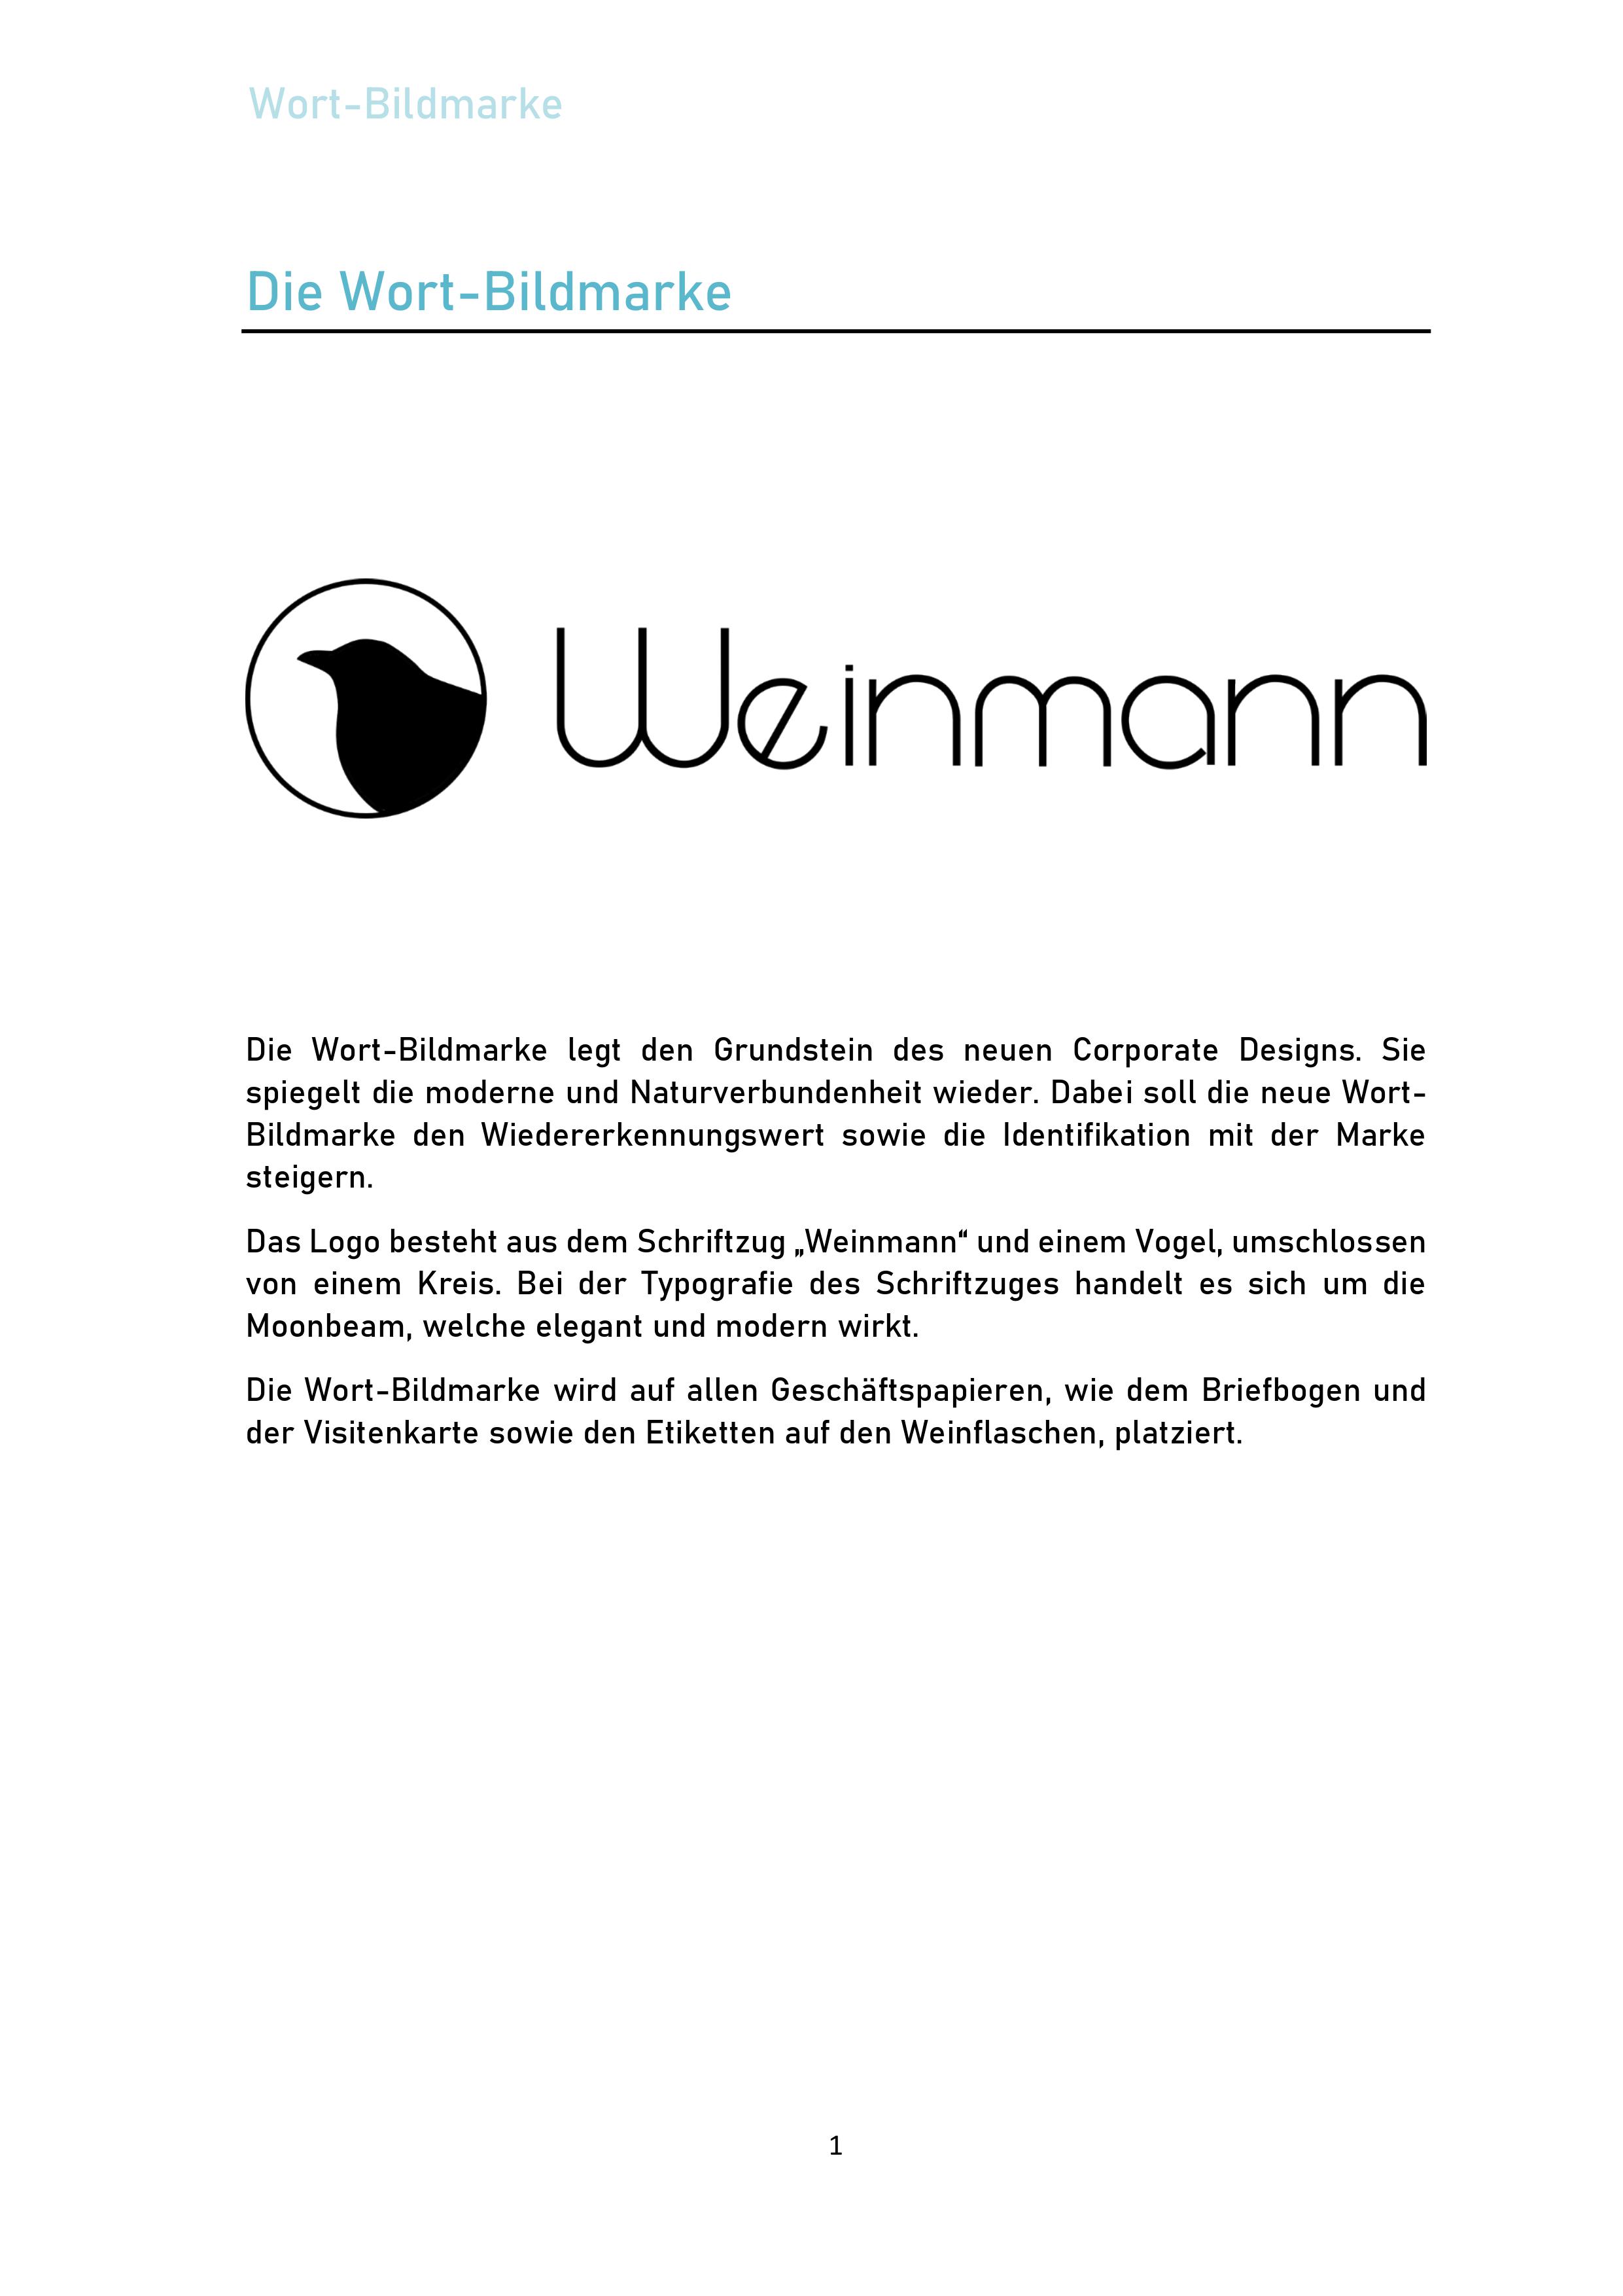 Wort-Bildmarke
Die Wort-Bildmarke
Weinmann
Die Wort-Bildmarke legt den Grundstein des neuen Corporate Designs. Sie
spiegelt die moderne und Naturverbundenheit wieder. Dabei soll die neue Wort-
Bildmarke den Wiedererkennungswert sowie die Identifikation mit der Marke
steigern.
Das Logo besteht aus dem Schriftzug „Weinmann“ und einem Vogel, umschlossen
von einem Kreis. Bei der Typografie des Schriftzuges handelt es sich um die
Moonbeam, welche elegant und modern wirkt.
Die Wort-Bildmarke wird auf allen Geschäftspapieren, wie dem Briefbogen und
der Visitenkarte sowie den Etiketten auf den Weinflaschen, platziert.
1